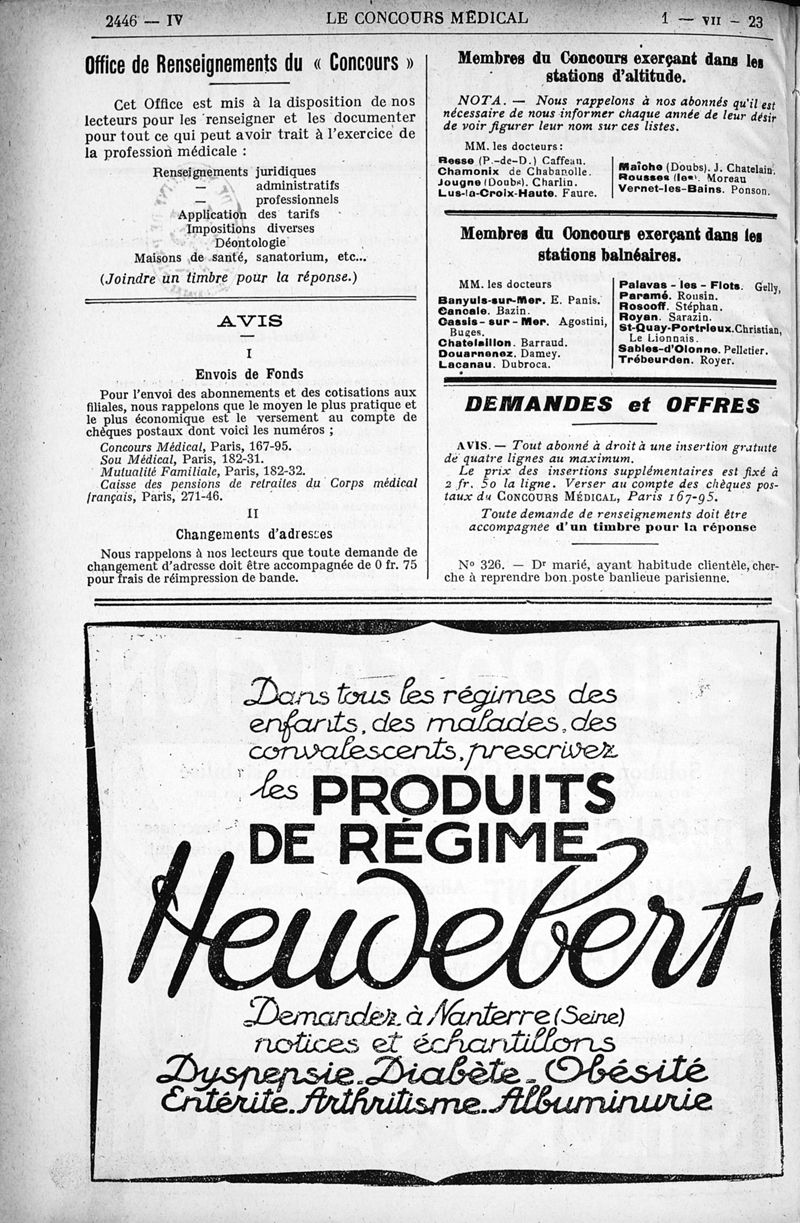 2446 — IV
LE CONCOURS MÉDICAL
1 — VII - 23
Office de Renseignements du « Concours »
Cet Office est mis à la disposition de nos
lecteurs pour les renseigner et les documenter
pour tout ce qui peut avoir trait à l'exercice de
la profession médicale :
Renseignements juridiques
— administratifs
— professionnels
Application des tarifs
Impositions diverses
Déontologie
Maisons de santé, sanatorium, etc...
(Joindre un timbre pour la réponse.)
AVIS
I
Envois de Fonds
Pour l'envoi des abonnements et des cotisations aux
filiales, nous rappelons que le moyen le plus pratique et
le plus économique est le versement au compte de
chèques postaux dont voici les numéros ;
Concours Médical, Paris, 167-95.
Sou Médical, Paris, 182-31.
Mutualité Familiale, Paris, 182-32.
Caisse des pensions de retraites du Corps médical
français, Paris, 271-46.
II
Changements d'adresses
Nous rappelons à nos lecteurs que toute demande de
changement d'adresse doit être accompagnée de 0 fr. 75
pour frais de réimpression de bande.
Membres du Concours exerçant dans les
stations d'altitude.
NOTA. — Nous rappelons à nos abonnés qu'il est
nécessaire de nous informer chaque année de leur désir
de voir figurer leur nom sur ces listes.
MM. les docteurs :
Besse (P.-de-D.) Caffeau.
Chamonix de Chabanolle.
Jougne (Doubs). Charlin.
Lus-la-Croix-Haute. Faure.
Maîche (Doubs). J. Chatelain.
Rousses (les). Moreau
Vernet-les-Bains. Ponson.
Membres du Concours exerçant dans les
stations balnéaires.
MM. les docteurs
Banyuls-sur-Mer. E. Panis.
Cancale. Bazin.
Cassis-sur-Mer. Agostini,
Buges.
Chatelaillon. Barraud.
Douarnenez. Damey.
Lacanau. Dubroca.
Palavas-les-Flots. Gelly,
Paramé. Rousin.
Roscoff. Stéphan.
Royan. Sarazin.
St-Quay-Portrieux. Christian,
Le Lionnais.
Sables-d'Olonne. Pelletier.
Trébeurden. Royer.
DEMANDES et OFFRES
AVIS. — Tout abonné à droit à une insertion gratuite
de quatre lignes au maximum.
Le prix des insertions supplémentaires est fixé à
2 fr. 50 la ligne. Verser au compte des chèques pos-
taux du CONCOURS MÉDICAL, Paris 167-95.
Toute demande de renseignements doit être
accompagnée d'un timbre pour la réponse
N° 326. — Dr marié, ayant habitude clientèle, cher-
che à reprendre bon poste banlieue parisienne.
Dans tous les régimes des
enfants, des malades, des
convalescents, prescrivez
les PRODUITS
DE RÉGIME
Heudebert
Demandez à Nanterre (Seine)
notices et échantillons
Dyspepsie - Diabète - Obésité
Entérite - Arthritisme - Albuminurie